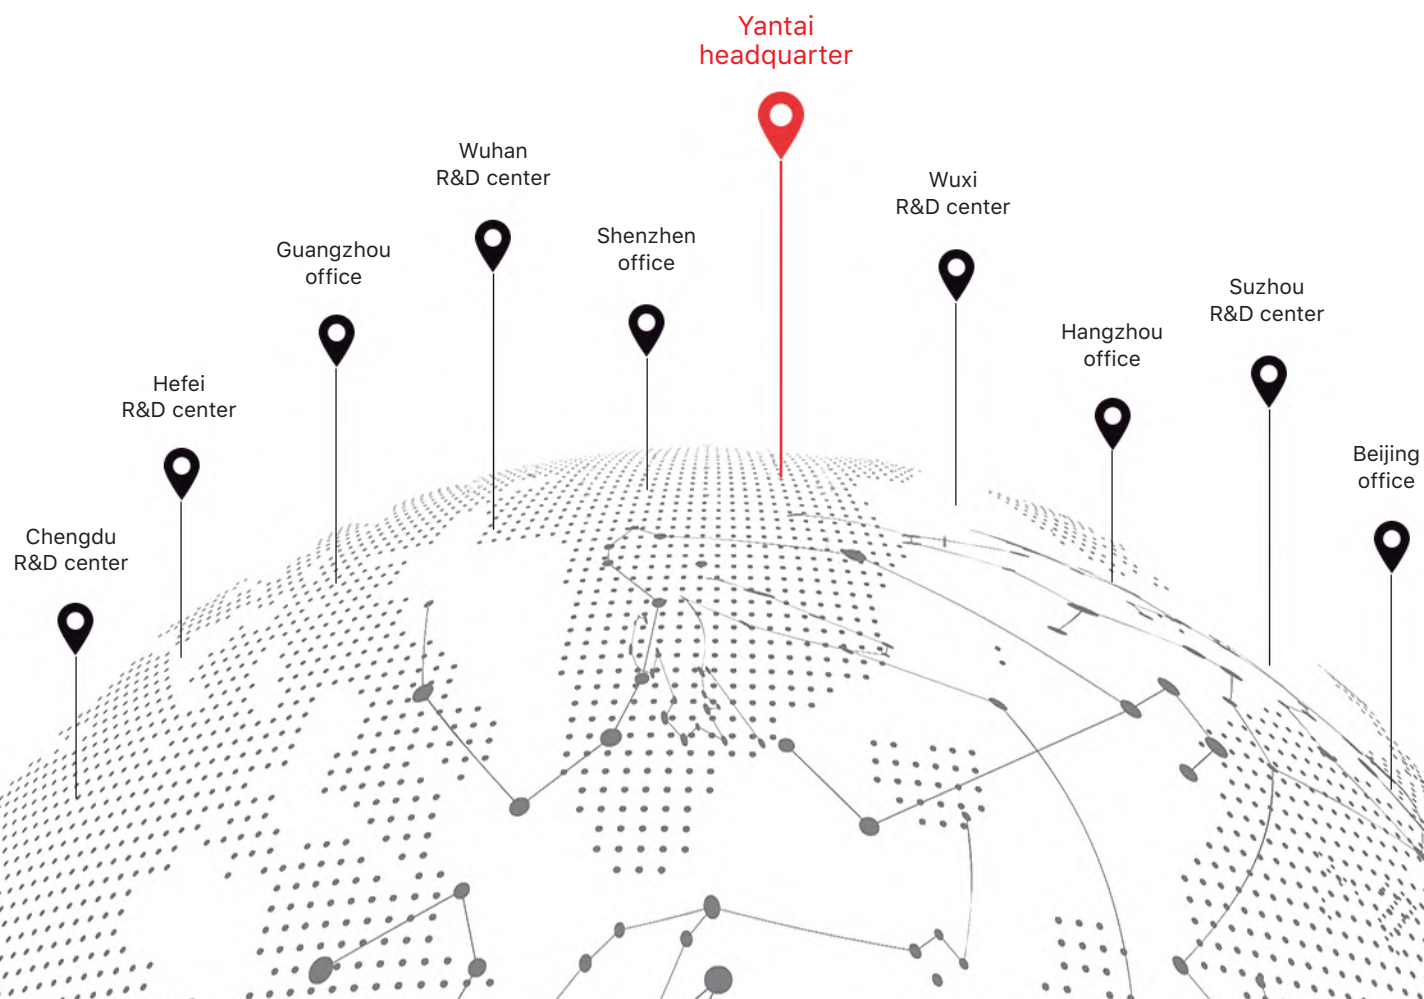 Yantai
headquarter
Wuhan
R&D center
Wuxi
R&D center
Shenzhen
office
Guangzhou
office
Suzhou
R&D center
Hangzhou
office
Hefei
R&D center
Beijing
office
Chengdu
R&D center